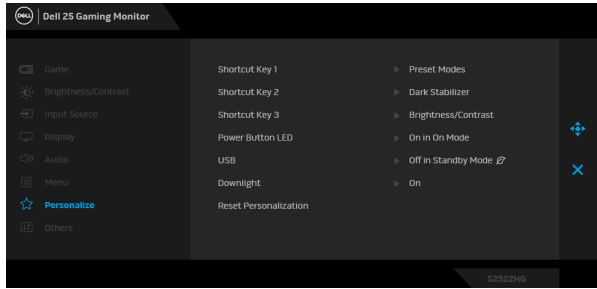 DELL Dell 25 Gaming Monitor
Game
Brightness/Contrast
Input Source
Display
Audio
Menu
Personalize
Others
Shortcut Key 1 Preset Modes
Shortcut Key 2 Dark Stabilizer
Shortcut Key 3 Brightness/Contrast
Power Button LED On in On Mode
USB Off in Standby Mode
Downlight On
Reset Personalization
S2522HG